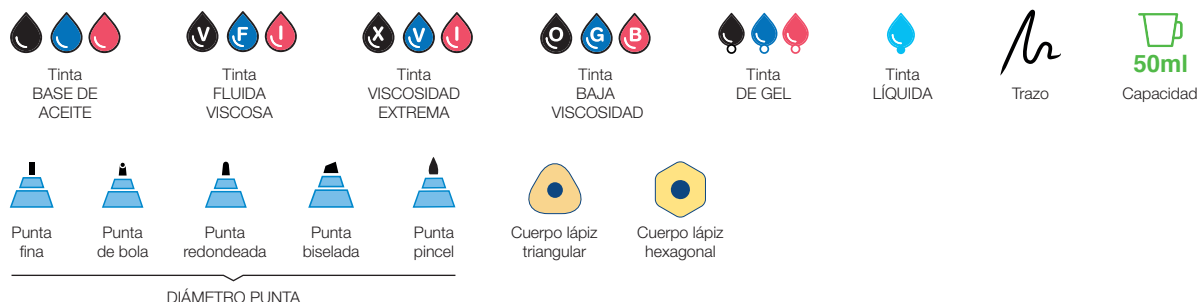 V F I
X V I
O G B
50ml
Tinta
BASE DE
ACEITE
Tinta
FLUIDA
VISCOSA
Tinta
VISCOSIDAD
EXTREMA
Tinta
BAJA
VISCOSIDAD
Tinta
DE GEL
Tinta
LÍQUIDA
Trazo
Capacidad
Punta
fina
Punta
de bola
Punta
redondeada
Punta
biselada
Punta
pincel
Cuerpo lápiz
triangular
Cuerpo lápiz
hexagonal
DIÁMETRO PUNTA